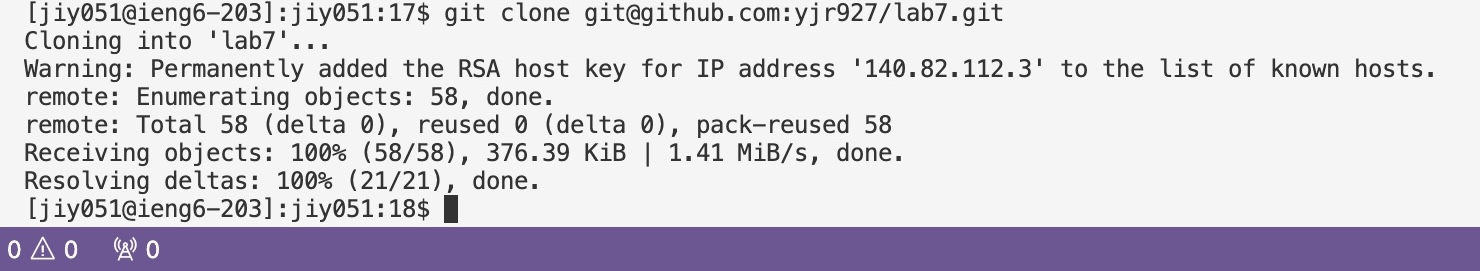 [jiy051@ieng6-203]:jiy051:17$ git clone git@github.com:yjr927/lab7.git
Cloning into 'lab7'...
Warning: Permanently added the RSA host key for IP address '140.82.112.3' to the list of known hosts.
remote: Enumerating objects: 58, done.
remote: Total 58 (delta 0), reused 0 (delta 0), pack-reused 58
Receiving objects: 100% (58/58), 376.39 KiB | 1.41 MiB/s, done.
Resolving deltas: 100% (21/21), done.
[jiy051@ieng6-203]:jiy051:18$
0 0 0